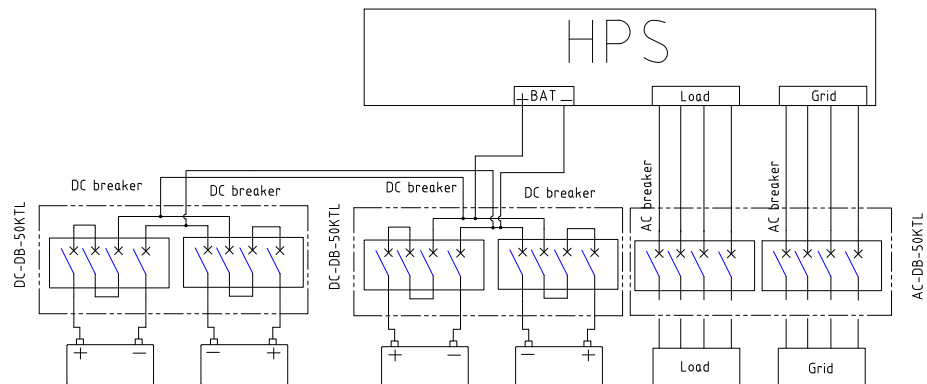 HPS
+ BAT −
Load
Grid
DC breaker
DC breaker
DC breaker
DC breaker
AC breaker
AC breaker
DC-DB-50KTL
DC-DB-50KTL
AC-DB-50KTL
+ −
− +
+ −
− +
Load
Grid